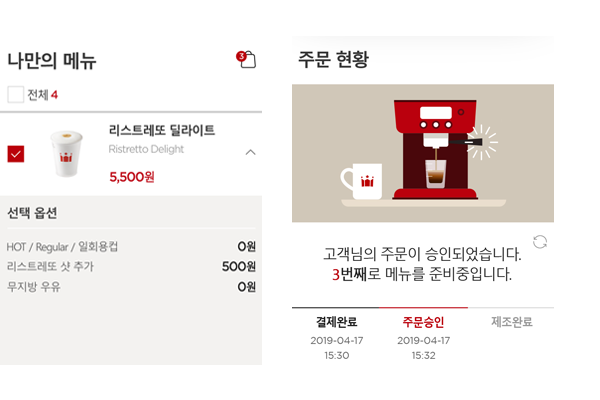 나만의 메뉴
3
전체 4
리스트레또 딜라이트
Ristretto Delight
5,500원
선택 옵션
HOT / Regular / 일회용컵 0원
리스트레또 샷 추가 500원
무지방 우유 0원
주문 현황
고객님의 주문이 승인되었습니다.
3번째로 메뉴를 준비중입니다.
결제완료 주문승인 제조완료
2019-04-17 2019-04-17
15:30 15:32